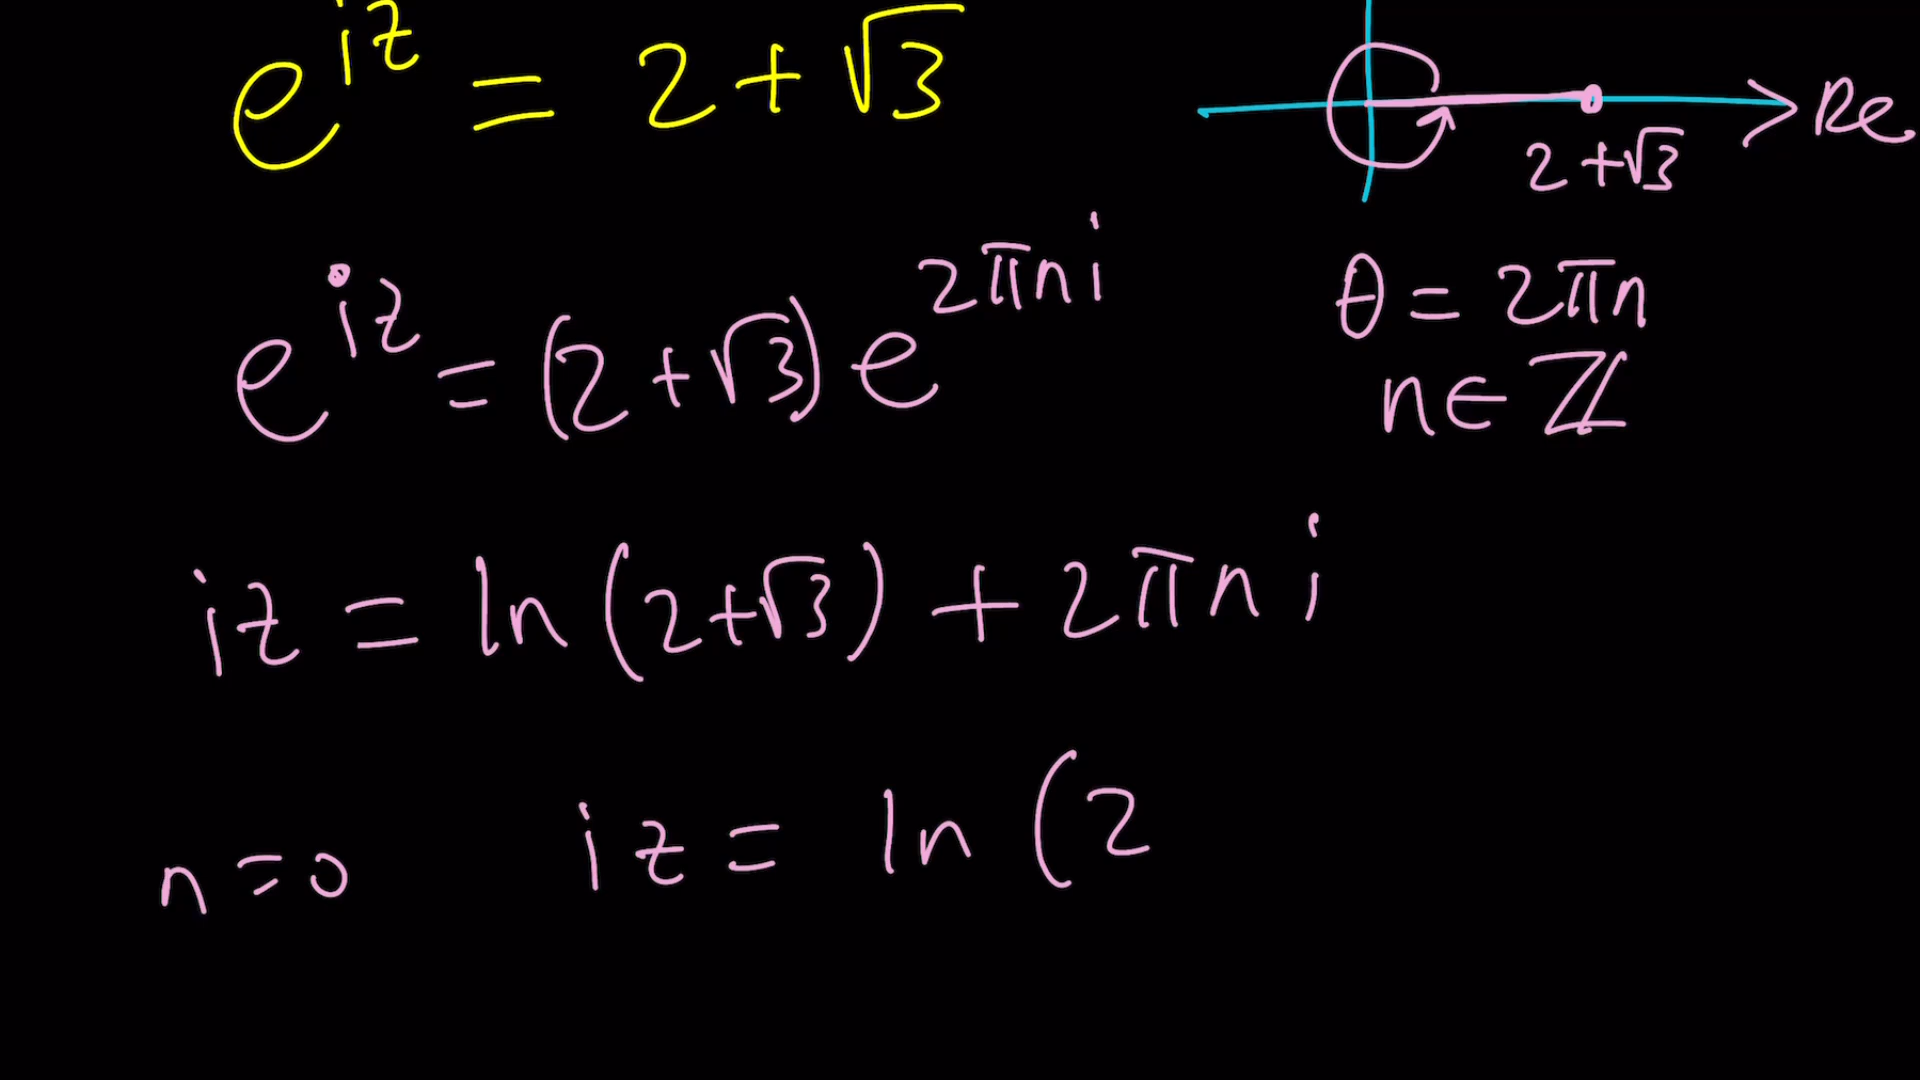 e^{iz} = 2 + √3
Re
2 + √3
e^{iz} = (2 + √3) e^{2πni}
θ = 2πn
n ∈ ℤ
iz = ln (2 + √3) + 2πn i
n = 0 iz = ln (2